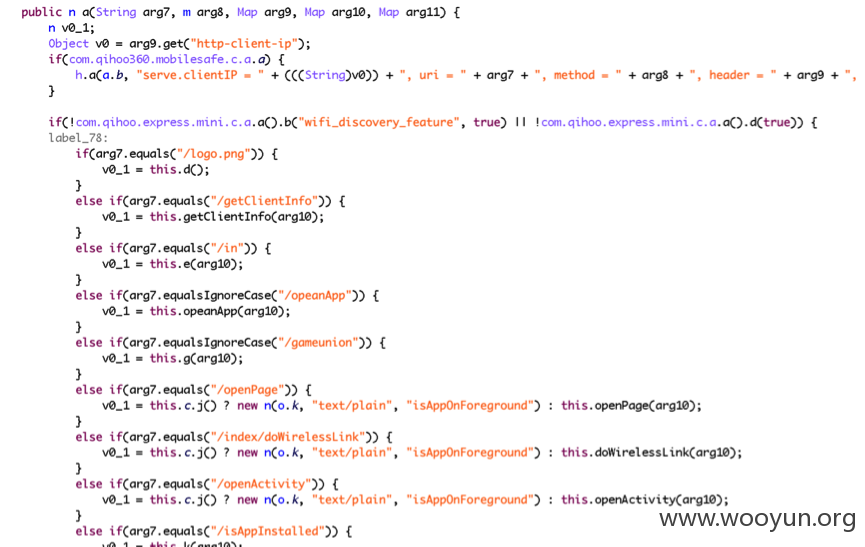 public n a(String arg7, m arg8, Map arg9, Map arg10, Map arg11) {
n v0_1;
Object v0 = arg9.get("http-client-ip");
if(com.qihoo360.mobilesafe.c.a.a) {
h.a(a.b, "serve.clientIP = " + (((String)v0)) + ", uri = " + arg7 + ", method = " + arg8 + ", header = " + arg9 + ",
}
if(!com.qihoo.express.mini.c.a.a().b("wifi_discovery_feature", true) || !com.qihoo.express.mini.c.a.a().d(true)) {
label_78:
if(arg7.equals("/logo.png")) {
v0_1 = this.d();
}
else if(arg7.equals("/getClientInfo")) {
v0_1 = this.getClientInfo(arg10);
}
else if(arg7.equals("/in")) {
v0_1 = this.e(arg10);
}
else if(arg7.equalsIgnoreCase("/opeanApp")) {
v0_1 = this.opeanApp(arg10);
}
else if(arg7.equalsIgnoreCase("/gameunion")) {
v0_1 = this.g(arg10);
}
else if(arg7.equals("/openPage")) {
v0_1 = this.c.j() ? new n(o.k, "text/plain", "isAppOnForeground") : this.openPage(arg10);
}
else if(arg7.equals("/index/doWirelessLink")) {
v0_1 = this.c.j() ? new n(o.k, "text/plain", "isAppOnForeground") : this.doWirelessLink(arg10);
}
else if(arg7.equals("/openActivity")) {
v0_1 = this.c.j() ? new n(o.k, "text/plain", "isAppOnForeground") : this.openActivity(arg10);
}
else if(arg7.equals("/isAppInstalled")) {
v0_1 = this.k(arg10);
www.wooyun.org